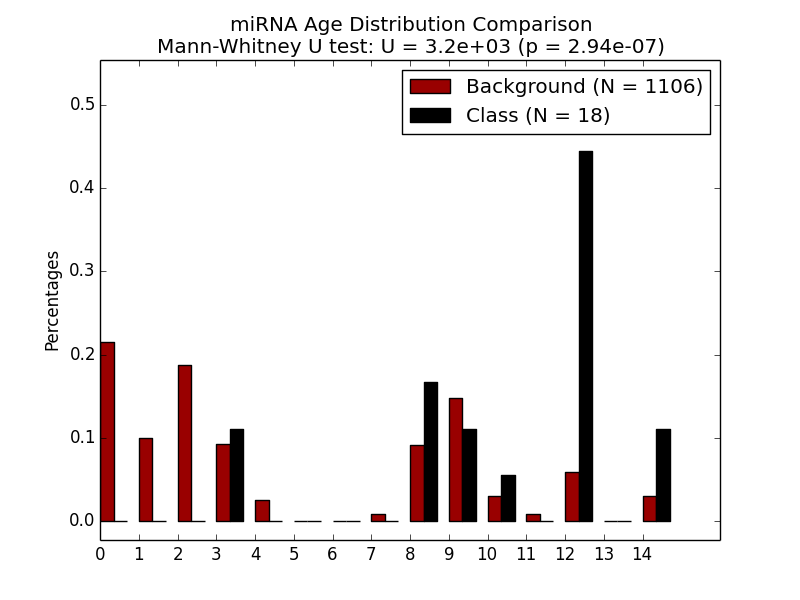 miRNA Age Distribution Comparison
Mann-Whitney U test: U = 3.2e+03 (p = 2.94e-07)
Background (N = 1106)
Class (N = 18)
Percentages
0.5
0.4
0.3
0.2
0.1
0.0
0 1 2 3 4 5 6 7 8 9 10 11 12 13 14